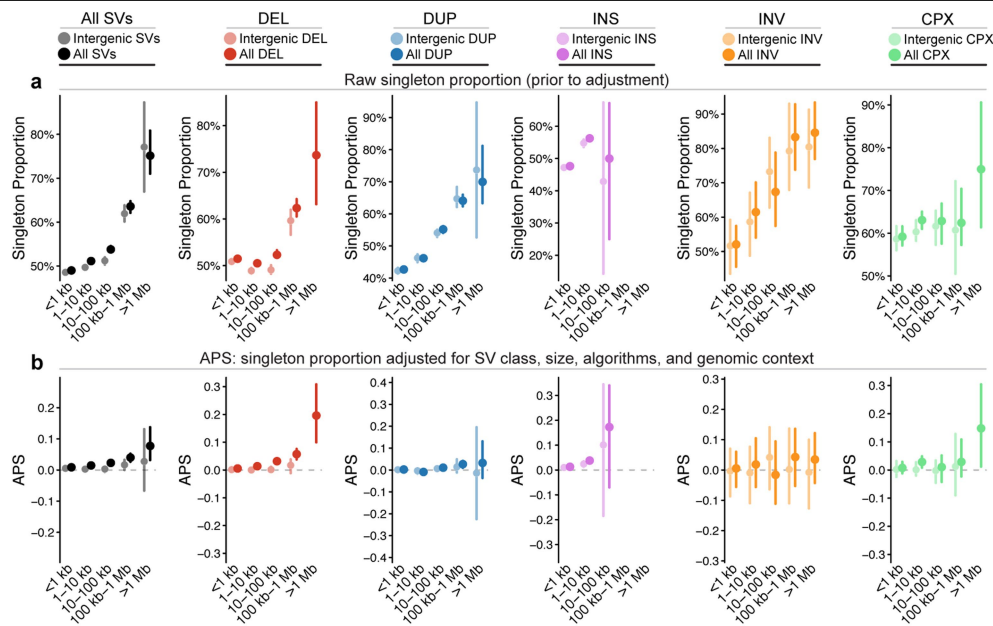 All SVs DEL DUP INS INV CPX
Intergenic SVs Intergenic DEL Intergenic DUP Intergenic INS Intergenic INV Intergenic CPX
All SVs All DEL All DUP All INS All INV All CPX
a Raw singleton proportion (prior to adjustment)
Singleton Proportion
80%
70%
60%
50%
<1 kb
1–10 kb
10–100 kb
100 kb–1 Mb
>1 Mb
Singleton Proportion
80%
70%
60%
50%
<1 kb
1–10 kb
10–100 kb
100 kb–1 Mb
>1 Mb
Singleton Proportion
90%
80%
70%
60%
50%
40%
<1 kb
1–10 kb
10–100 kb
100 kb–1 Mb
>1 Mb
Singleton Proportion
60%
50%
40%
30%
20%
<1 kb
1–10 kb
10–100 kb
100 kb–1 Mb
>1 Mb
Singleton Proportion
90%
80%
70%
60%
50%
<1 kb
1–10 kb
10–100 kb
100 kb–1 Mb
>1 Mb
Singleton Proportion
90%
80%
70%
60%
50%
<1 kb
1–10 kb
10–100 kb
100 kb–1 Mb
>1 Mb
b APS: singleton proportion adjusted for SV class, size, algorithms, and genomic context
APS
0.2
0.1
0.0
−0.1
−0.2
<1 kb
1–10 kb
10–100 kb
100 kb–1 Mb
>1 Mb
APS
0.3
0.2
0.1
0.0
−0.1
−0.2
−0.3
<1 kb
1–10 kb
10–100 kb
100 kb–1 Mb
>1 Mb
APS
0.4
0.3
0.2
0.1
0.0
−0.1
−0.2
−0.3
−0.4
<1 kb
1–10 kb
10–100 kb
100 kb–1 Mb
>1 Mb
APS
0.3
0.2
0.1
0.0
−0.1
−0.2
−0.3
<1 kb
1–10 kb
10–100 kb
100 kb–1 Mb
>1 Mb
APS
0.3
0.2
0.1
0.0
−0.1
−0.2
−0.3
<1 kb
1–10 kb
10–100 kb
100 kb–1 Mb
>1 Mb
APS
0.3
0.2
0.1
0.0
−0.1
−0.2
−0.3
<1 kb
1–10 kb
10–100 kb
100 kb–1 Mb
>1 Mb